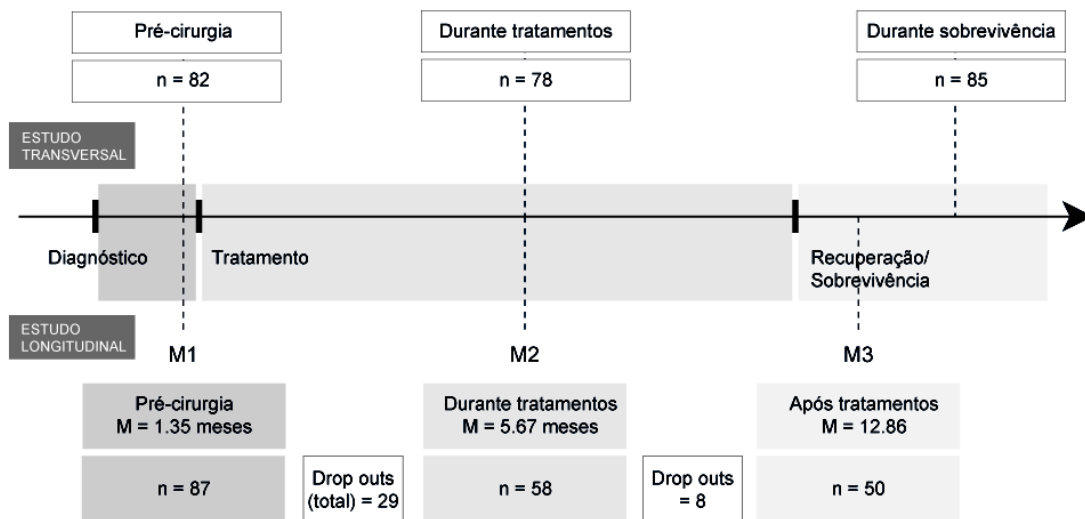 Pré-cirurgia
Durante tratamentos
Durante sobrevivência
n = 82
n = 78
n = 85
ESTUDO
TRANSVERSAL
Diagnóstico
Tratamento
Recuperação/
Sobrevivência
ESTUDO
LONGITUDINAL
M1
M2
M3
Pré-cirurgia
M = 1.35 meses
Durante tratamentos
M = 5.67 meses
Após tratamentos
M = 12.86
n = 87
Drop outs
(total) = 29
n = 58
Drop outs
= 8
n = 50